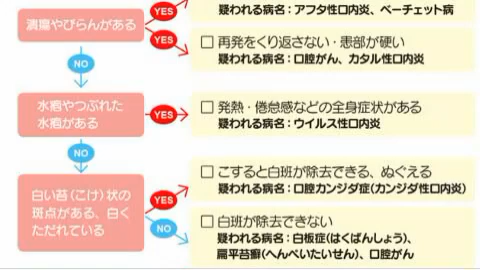 疑われる病名：アフタ性口内炎、ベーチェット病
潰瘍やびらんがある
YES
YES
□ 再発をくり返さない・患部が硬い
疑われる病名：口腔がん、カタル性口内炎
NO
水疱やつぶれた
水疱がある
YES
□ 発熱・倦怠感などの全身症状がある
疑われる病名：ウイルス性口内炎
NO
白い苔（こけ）状の
斑点がある、白く
ただれている
YES
□ こすると白斑が除去できる、ぬぐえる
疑われる病名：口腔カンジダ症（カンジダ性口内炎）
NO
□ 白斑が除去できない
疑われる病名：白板症（はくばんしょう）、
扁平苔癬（へんぺいたいせん）、口腔がん